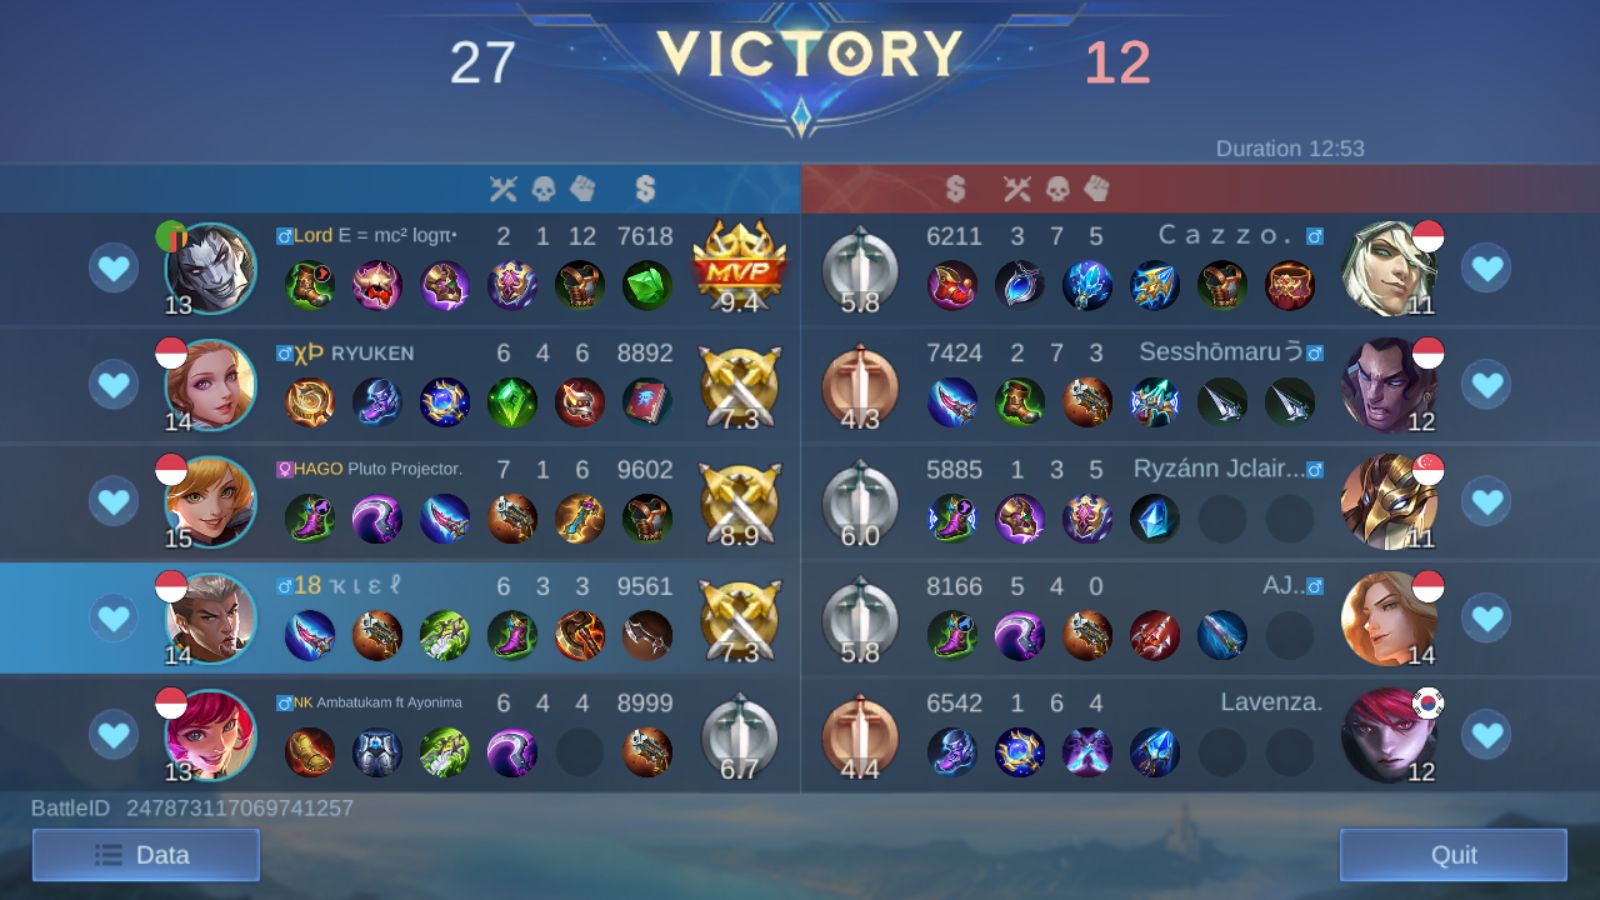 27 VICTORY 12
Duration 12:53
Lord E = mc² logπ• 2 1 12 7618 MVP 9.4
13
5.8 6211 3 7 5 C a z z o .
11
χÞ RYUKEN 6 4 6 8892 7.3
14
4.3 7424 2 7 3 Sesshōmaruう
12
HAGO Pluto Projector. 7 1 6 9602 8.9
15
6.0 5885 1 3 5 Ryzánn Jclair...
11
18 ϰ ι ε ℓ 6 3 3 9561 7.3
14
5.8 8166 5 4 0 AJ..
14
NK Ambatukam ft Ayonima 6 4 4 8999 6.7
13
4.4 6542 1 6 4 Lavenza.
12
BattleID 247873117069741257
Data
Quit